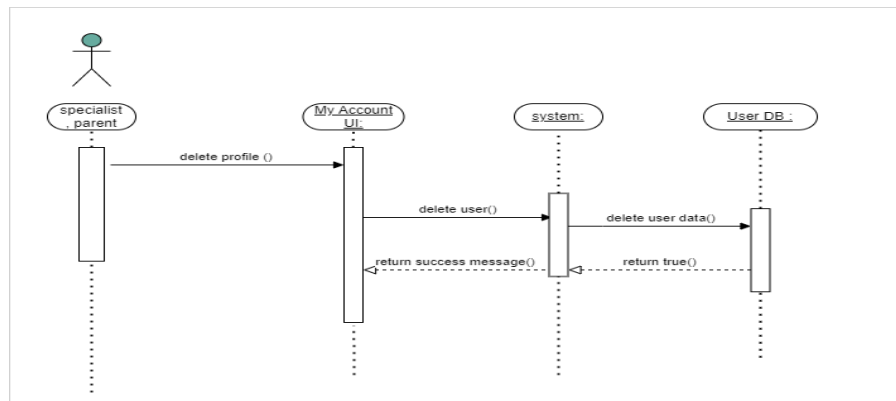 specialist
, parent
My Account
UI:
system:
User DB :
delete profile ()
delete user()
delete user data()
return success message()
return true()